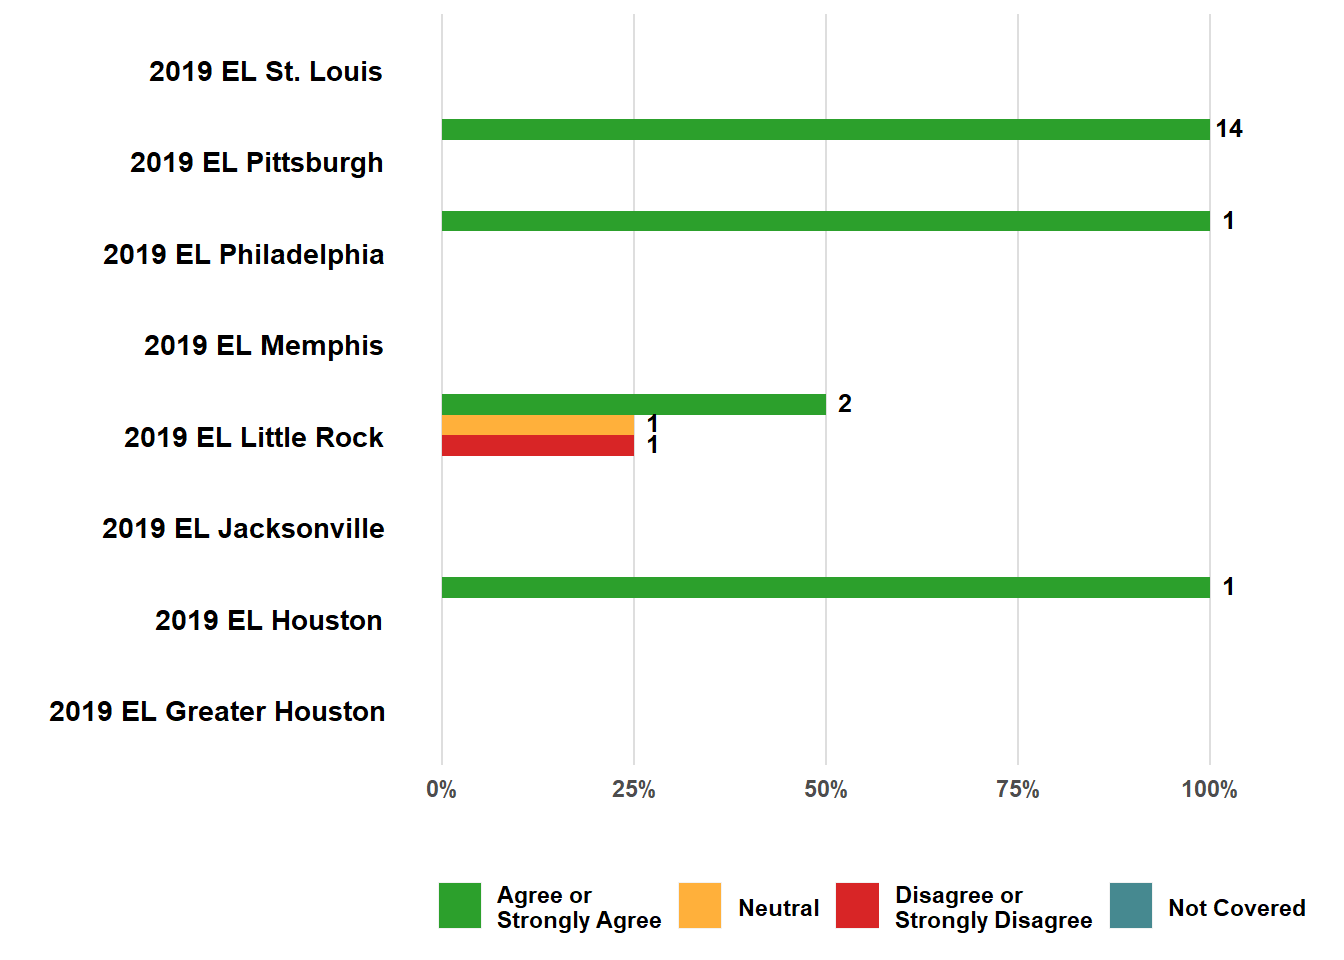 2019 EL St. Louis
14
2019 EL Pittsburgh
1
2019 EL Philadelphia
2019 EL Memphis
2
1
2019 EL Little Rock
1
2019 EL Jacksonville
1
2019 EL Houston
2019 EL Greater Houston
0% 25% 50% 75% 100%
Agree or
Strongly Agree
Neutral
Disagree or
Strongly Disagree
Not Covered